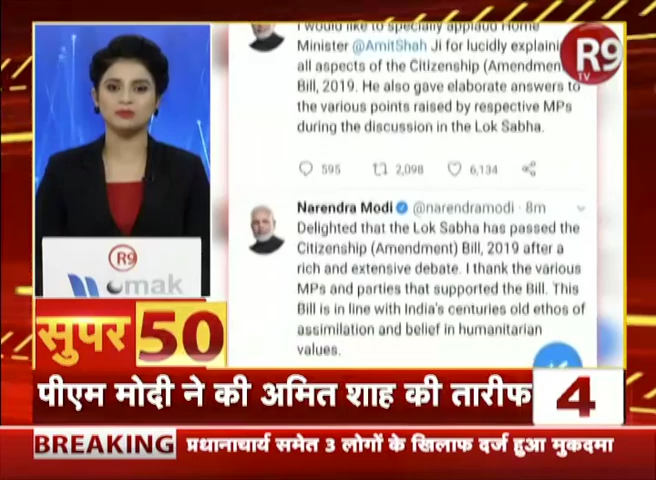 I would like to specially applaud Home
Minister @AmitShah Ji for lucidly explaini
all aspects of the Citizenship (Amendment
Bill, 2019. He also gave elaborate answers to
the various points raised by respective MPs
during the discussion in the Lok Sabha.
595 2,098 6,134
R9
TV
Narendra Modi @narendramodi · 8m
Delighted that the Lok Sabha has passed the
Citizenship (Amendment) Bill, 2019 after a
rich and extensive debate. I thank the various
MPs and parties that supported the Bill. This
Bill is in line with India's centuries old ethos of
assimilation and belief in humanitarian
values.
R9
mak
सुपर 50
पीएम मोदी ने की अमित शाह की तारीफ 4
BREAKING प्रधानाचार्य समेत 3 लोगों के खिलाफ दर्ज हुआ मुकदमा